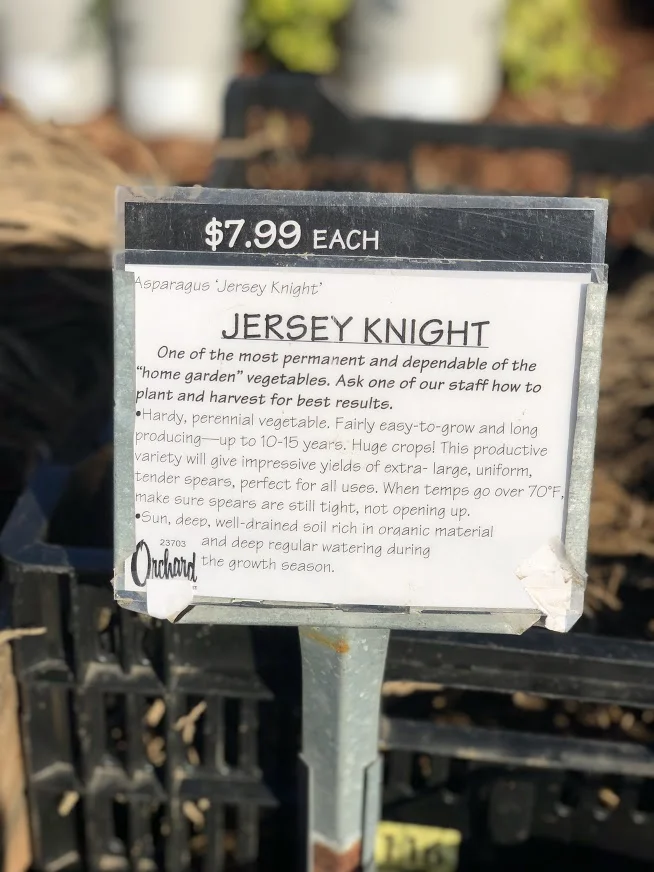 $7.99 EACH
Asparagus 'Jersey Knight'
JERSEY KNIGHT
One of the most permanent and dependable of the
"home garden" vegetables. Ask one of our staff how to
plant and harvest for best results.
•Hardy, perennial vegetable. Fairly easy-to-grow and long
producing—up to 10-15 years. Huge crops! This productive
variety will give impressive yields of extra- large, uniform,
tender spears, perfect for all uses. When temps go over 70°F,
make sure spears are still tight, not opening up.
•Sun, deep, well-drained soil rich in organic material
and deep regular watering during
the growth season.
23703
Orchard
116